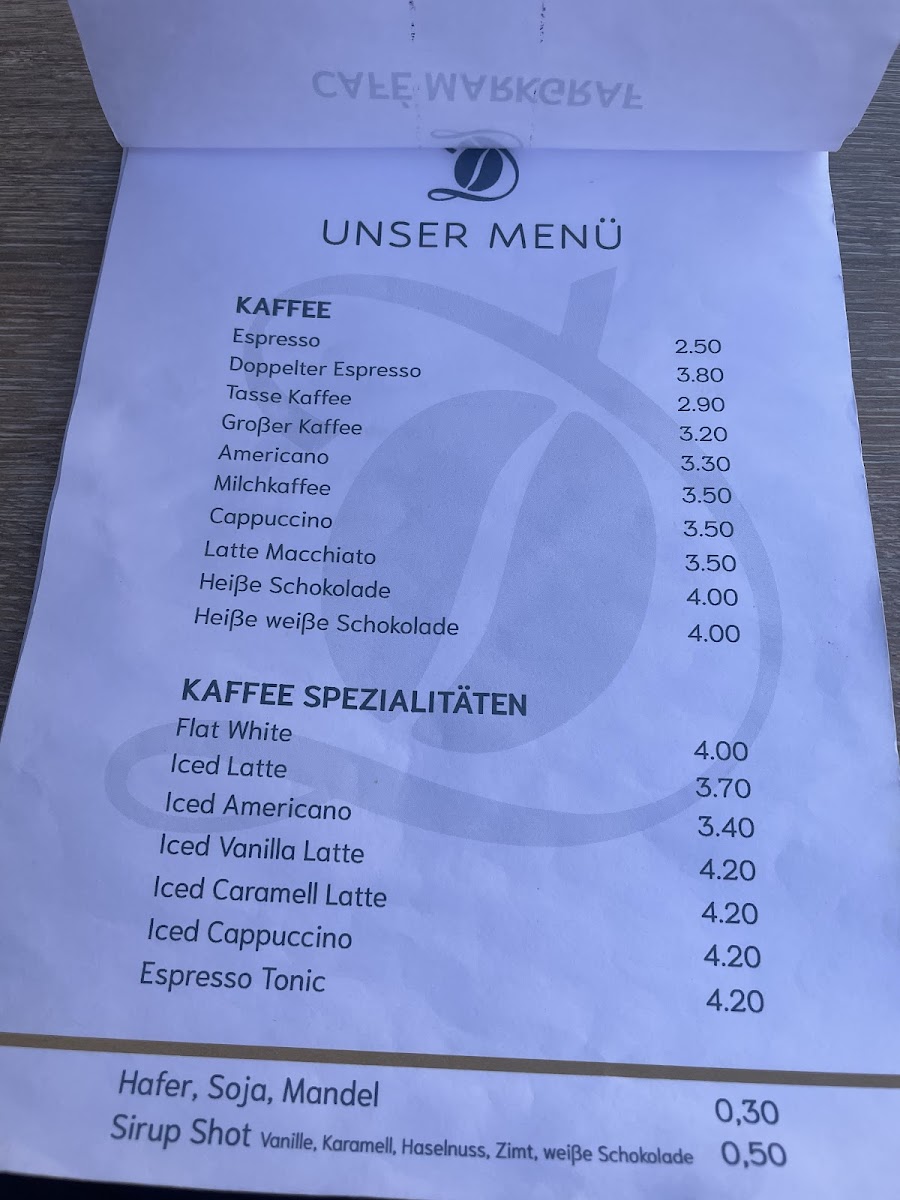 CAFÉ MARKGRAF
UNSER MENÜ
KAFFEE
Espresso 2.50
Doppelter Espresso 3.80
Tasse Kaffee 2.90
Großer Kaffee 3.20
Americano 3.30
Milchkaffee 3.50
Cappuccino 3.50
Latte Macchiato 3.50
Heiße Schokolade 4.00
Heiße weiße Schokolade 4.00
KAFFEE SPEZIALITÄTEN
Flat White 4.00
Iced Latte 3.70
Iced Americano 3.40
Iced Vanilla Latte 4.20
Iced Caramell Latte 4.20
Iced Cappuccino 4.20
Espresso Tonic 4.20
Hafer, Soja, Mandel 0,30
Sirup Shot Vanille, Karamell, Haselnuss, Zimt, weiße Schokolade 0,50